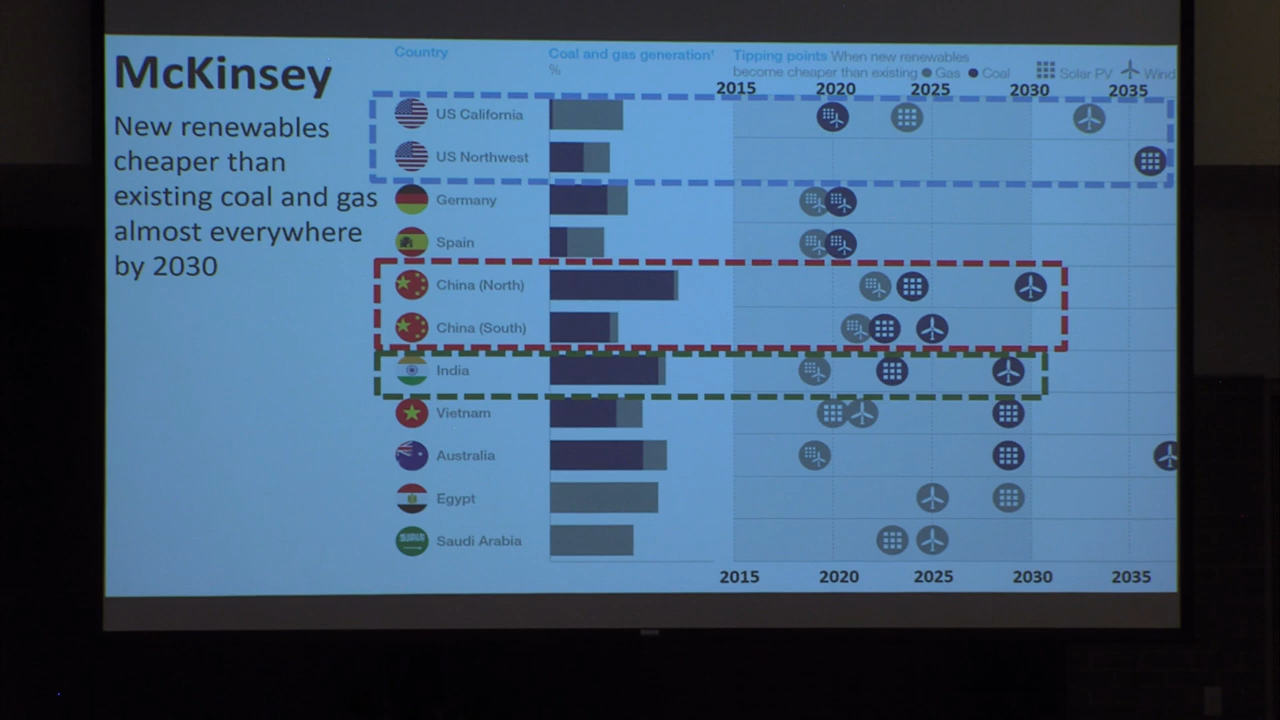 McKinsey
New renewables
cheaper than
existing coal and gas
almost everywhere
by 2030
Country
Coal and gas generation¹
%
Tipping points When new renewables
become cheaper than existing Gas Coal Solar PV Wind
2015 2020 2025 2030 2035
US California
US Northwest
Germany
Spain
China (North)
China (South)
India
Vietnam
Australia
Egypt
Saudi Arabia
2015 2020 2025 2030 2035